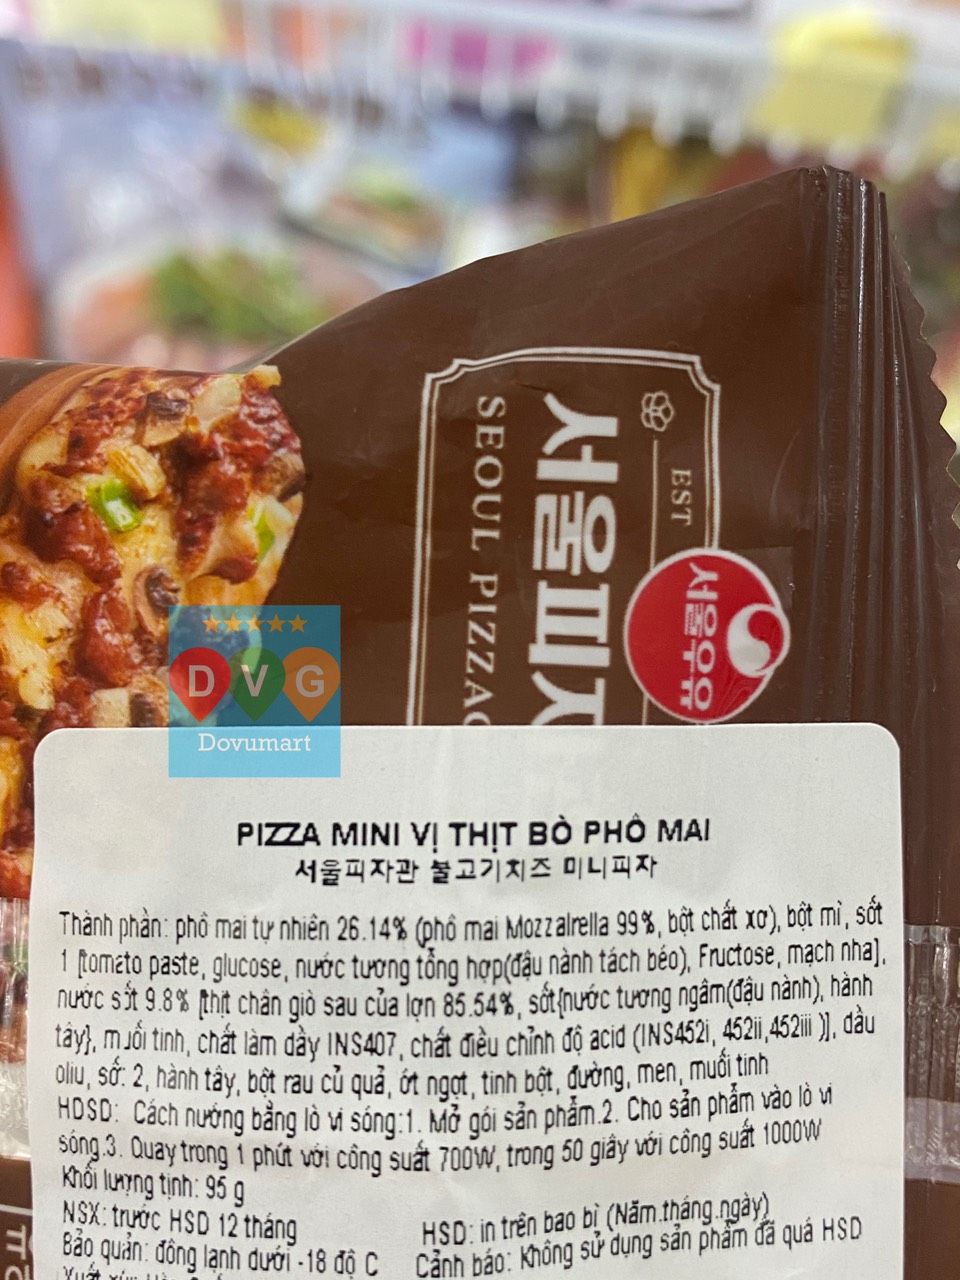 EST
서울우유
서울피자
SEOUL PIZZA
DVG
Dovumart
PIZZA MINI VỊ THỊT BÒ PHÔ MAI
서울피자관 불고기치즈 미니피자
Thành phần: phô mai tự nhiên 26.14% (phô mai Mozzalrella 99%, bột chất xơ), bột mì, sốt
1 [tomato paste, glucose, nước tương tổng hợp(đậu nành tách béo), Fructose, mạch nha],
nước sốt 9.8% [thịt chân giò sau của lợn 85.54%, sốt{nước tương ngâm(đậu nành), hành
tây}, muối tinh, chất làm dầy INS407, chất điều chỉnh độ acid (INS452i, 452ii,452iii )], dầu
oliu, sốt 2, hành tây, bột rau củ quả, ớt ngọt, tinh bột, đường, men, muối tinh
HDSD: Cách nướng bằng lò vi sóng:1. Mở gói sản phẩm.2. Cho sản phẩm vào lò vi
sóng.3. Quay trong 1 phút với công suất 700W, trong 50 giây với công suất 1000W
Khối lượng tịnh: 95 g
NSX: trước HSD 12 tháng HSD: in trên bao bì (Năm.tháng.ngày)
Bảo quản: đông lạnh dưới -18 độ C Cảnh báo: Không sử dụng sản phẩm đã quá HSD